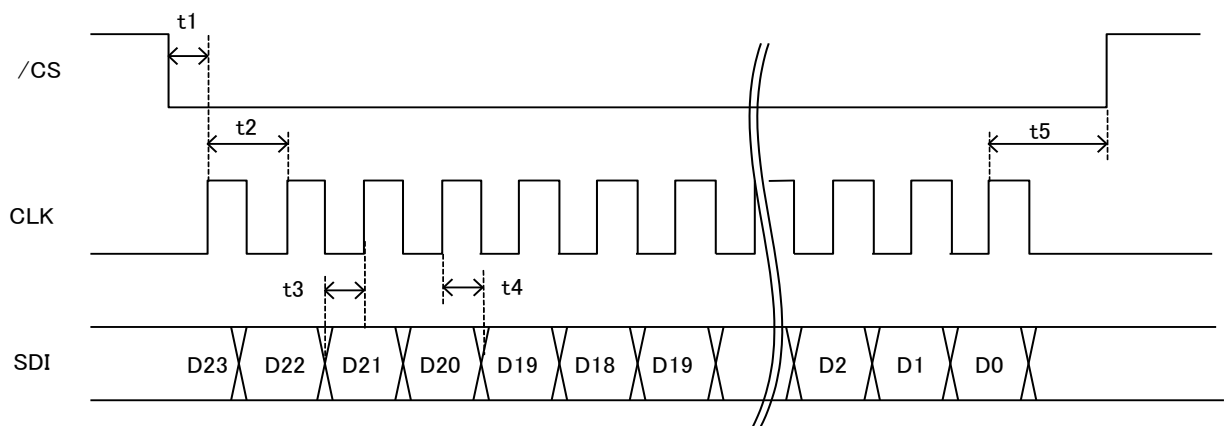 t1
/CS
t2
t5
CLK
t3
t4
SDI
D23 D22 D21 D20 D19 D18 D19 D2 D1 D0